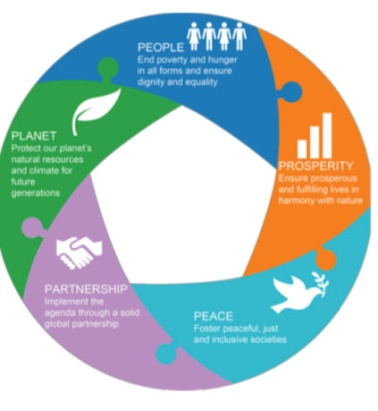 PEOPLE
End poverty and hunger
in all forms and ensure
dignity and equality
PROSPERITY
Ensure prosperous
and fulfilling lives in
harmony with nature
PEACE
Foster peaceful, just
and inclusive societies
PARTNERSHIP
Implement the
agenda through a solid
global partnership
PLANET
Protect our planet's
natural resources
and climate for
future
generations